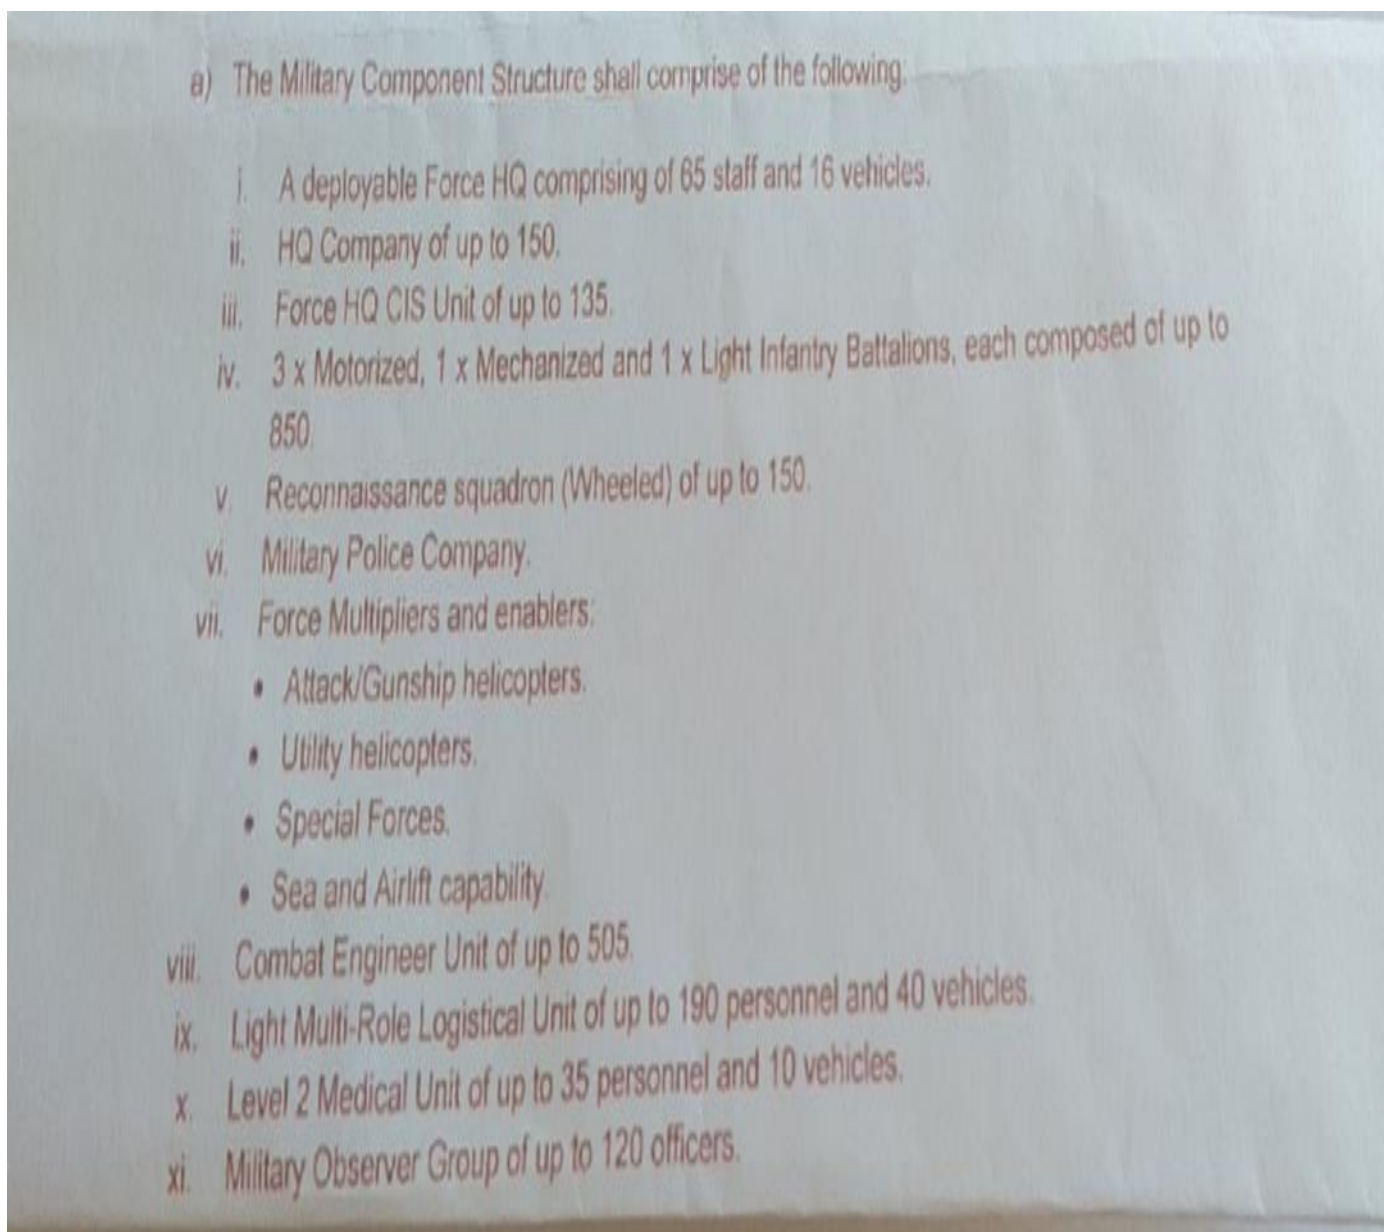 a) The Military Component Structure shall comprise of the following:
i. A deployable Force HQ comprising of 65 staff and 16 vehicles.
ii. HQ Company of up to 150.
iii. Force HQ CIS Unit of up to 135.
iv. 3 x Motorized, 1 x Mechanized and 1 x Light Infantry Battalions, each composed of up to
850.
v. Reconnaissance squadron (Wheeled) of up to 150.
vi. Military Police Company.
vii. Force Multipliers and enablers:
• Attack/Gunship helicopters.
• Utility helicopters.
• Special Forces.
• Sea and Airlift capability.
viii. Combat Engineer Unit of up to 505.
ix. Light Multi-Role Logistical Unit of up to 190 personnel and 40 vehicles.
x. Level 2 Medical Unit of up to 35 personnel and 10 vehicles.
xi. Military Observer Group of up to 120 officers.